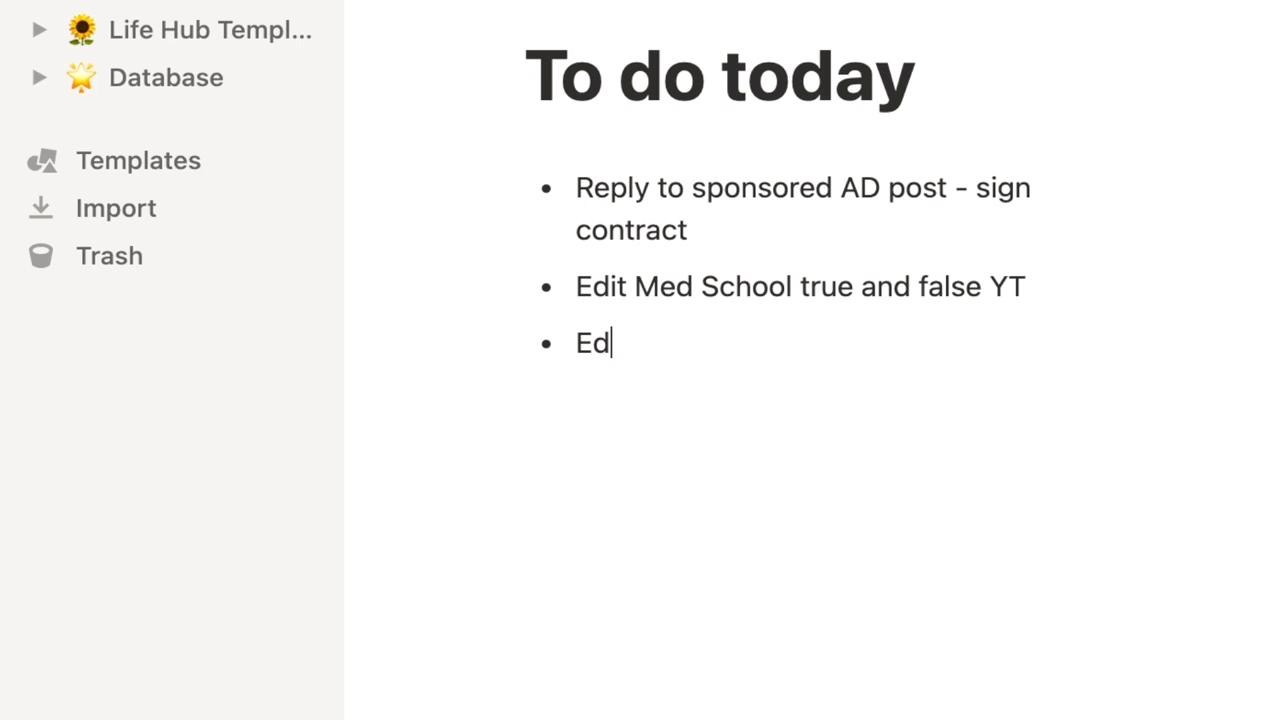 Life Hub Templ...
Database
Templates
Import
Trash
To do today
• Reply to sponsored AD post - sign
contract
• Edit Med School true and false YT
• Ed